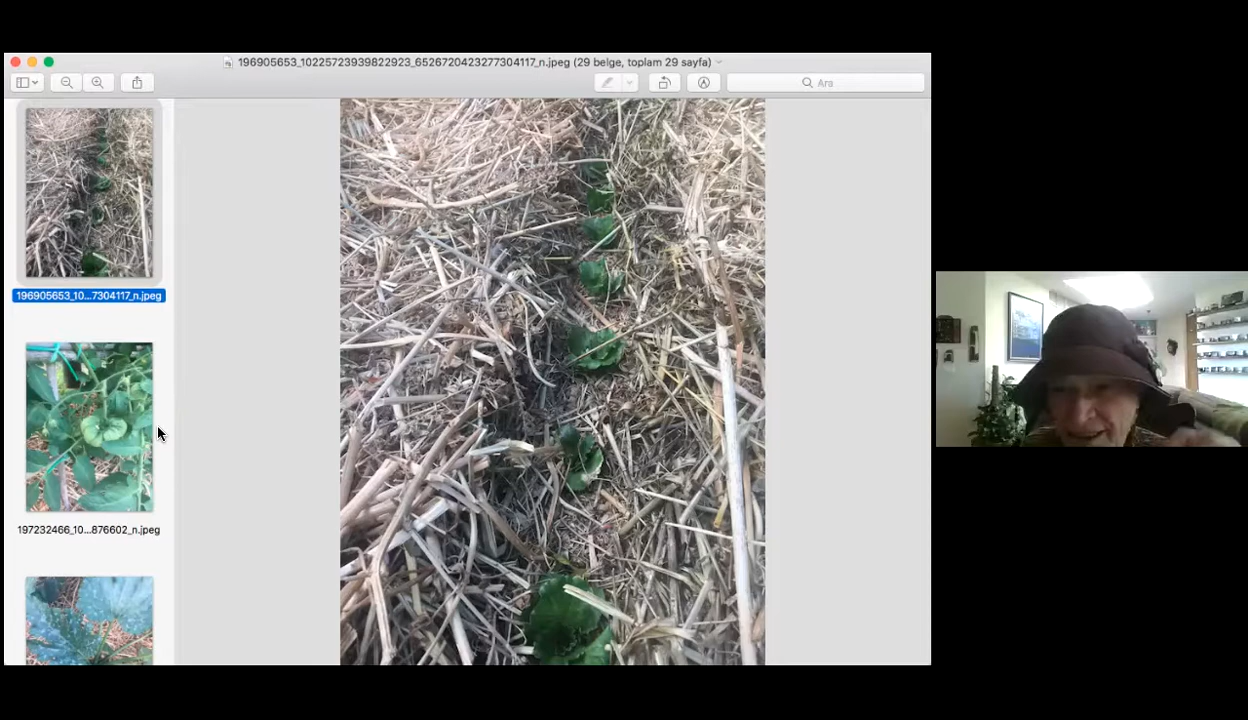 196905653_10225723939822923_6526720423277304117_n.jpeg (29 belge, toplam 29 sayfa)
Ara
196905653_10...7304117_n.jpeg
197232466_10...876602_n.jpeg